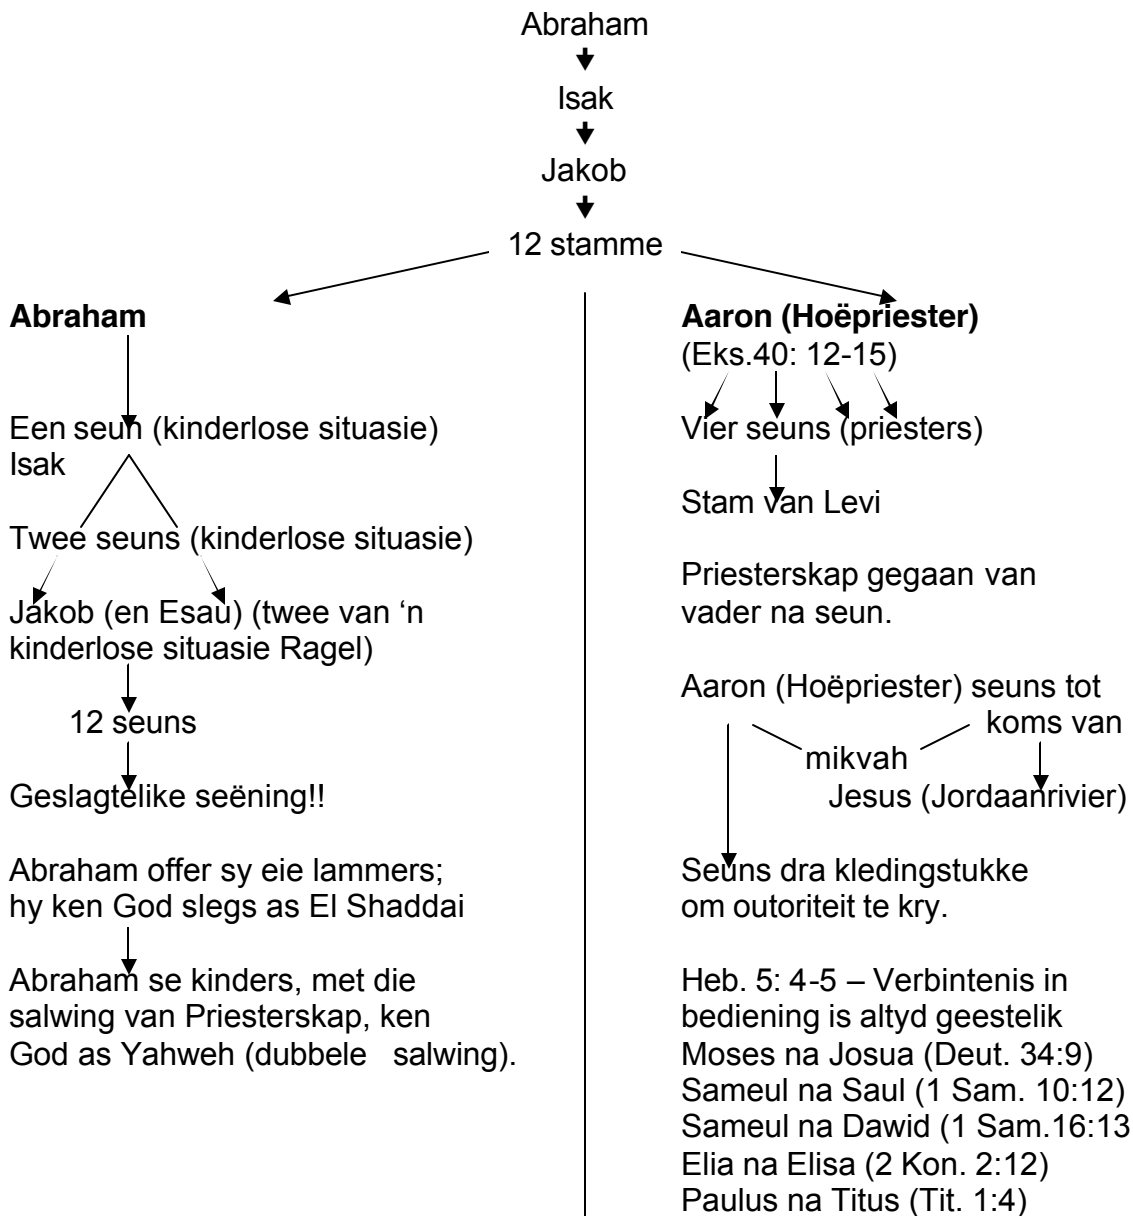 Abraham
Isak
Jakob
12 stamme
Abraham
Een seun (kinderlose situasie)
Isak
Twee seuns (kinderlose situasie)
Jakob (en Esau) (twee van ‘n
kinderlose situasie Ragel)
12 seuns
Geslagtelike seëning!!
Abraham offer sy eie lammers;
hy ken God slegs as El Shaddai
Abraham se kinders, met die
salwing van Priesterskap, ken
God as Yahweh (dubbele salwing).
Aaron (Hoëpriester)
(Eks.40: 12-15)
Vier seuns (priesters)
Stam van Levi
Priesterskap gegaan van
vader na seun.
Aaron (Hoëpriester) seuns tot
koms van
mikvah
Jesus (Jordaanrivier)
Seuns dra kledingstukke
om outoriteit te kry.
Heb. 5: 4-5 – Verbintenis in
bediening is altyd geestelik
Moses na Josua (Deut. 34:9)
Sameul na Saul (1 Sam. 10:12)
Sameul na Dawid (1 Sam.16:13
Elia na Elisa (2 Kon. 2:12)
Paulus na Titus (Tit. 1:4)